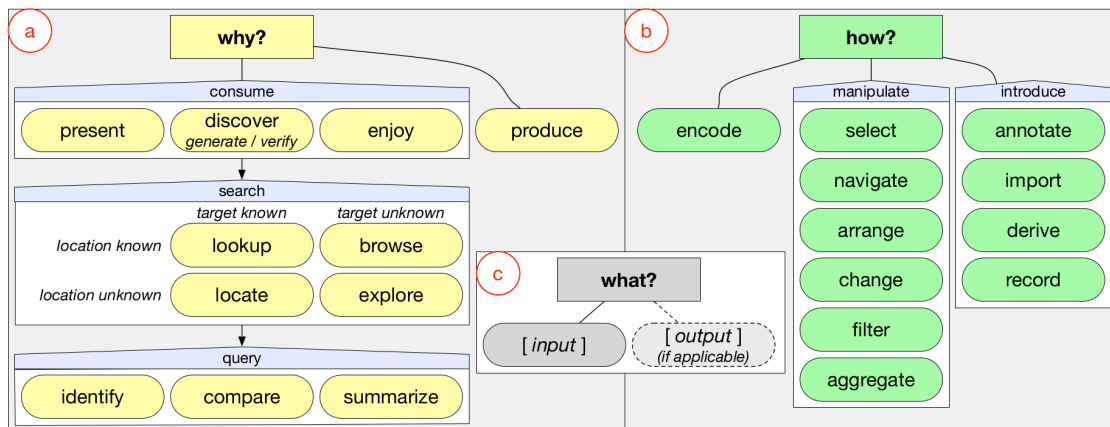 a
why?
consume
present
discover
generate / verify
enjoy
produce
search
target known
target unknown
location known
lookup
browse
location unknown
locate
explore
query
identify
compare
summarize
b
how?
encode
manipulate
select
navigate
arrange
change
filter
aggregate
introduce
annotate
import
derive
record
c
what?
[ input ]
[ output ]
(if applicable)